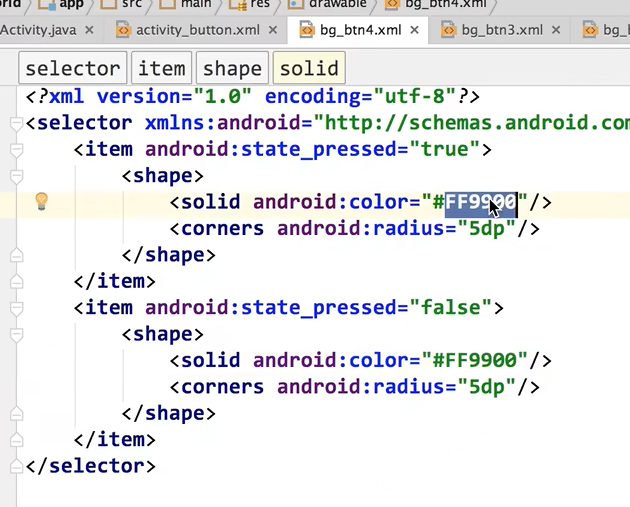 app src main res drawable bg_btn4.xml
Activity.java activity_button.xml bg_btn4.xml bg_btn3.xml
selector item shape solid
<?xml version="1.0" encoding="utf-8"?>
<selector xmlns:android="http://schemas.android.com
<item android:state_pressed="true">
<shape>
<solid android:color="#FF9900"/>
<corners android:radius="5dp"/>
</shape>
</item>
<item android:state_pressed="false">
<shape>
<solid android:color="#FF9900"/>
<corners android:radius="5dp"/>
</shape>
</item>
</selector>